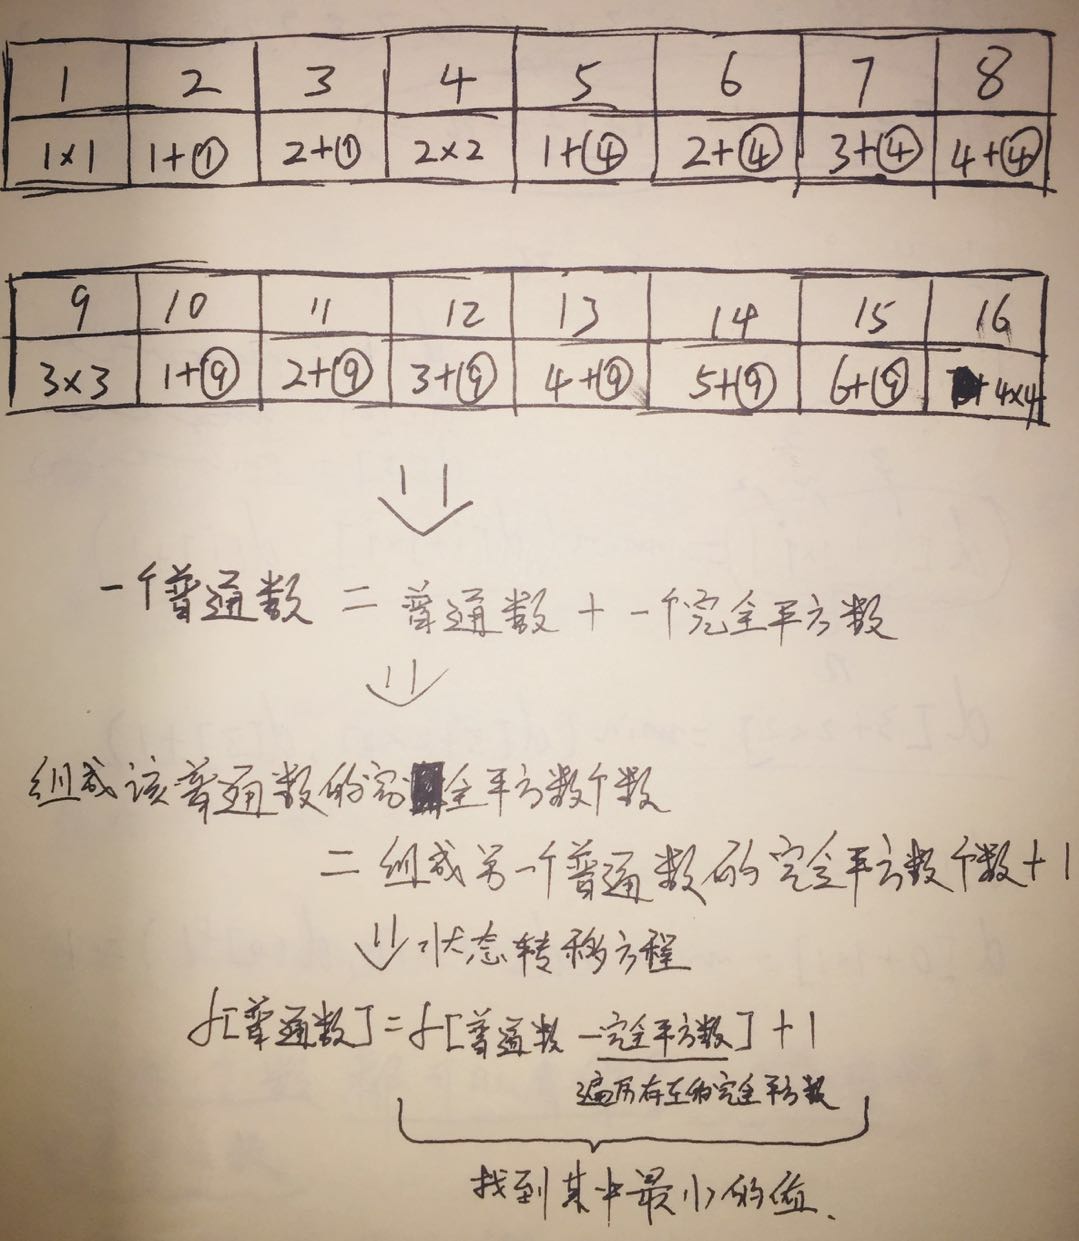 1 2 3 4 5 6 7 8
1×1 1+① 2+① 2×2 1+④ 2+④ 3+④ 4+④
9 10 11 12 13 14 15 16
3×3 1+⑨ 2+⑨ 3+⑨ 4+⑨ 5+⑨ 6+⑨ 4×4
一个普通数 = 普通数 + 一个完全平方数
组成该普通数的完全平方数个数
= 组成另一个普通数的完全平方数个数+1
状态转移方程
f[普通数]=f[普通数-完全平方数]+1
遍历存在的完全平方数
找到其中最小的值.